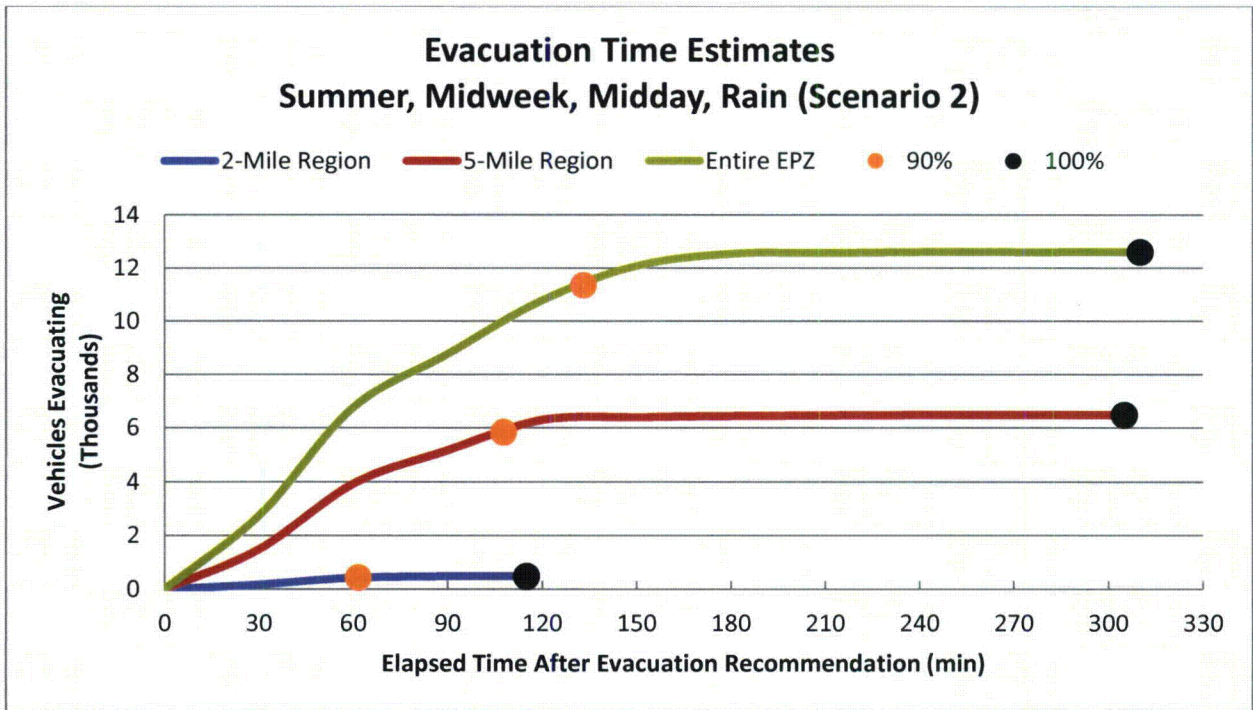 Evacuation Time Estimates
Summer, Midweek, Midday, Rain (Scenario 2)
2-Mile Region 5-Mile Region Entire EPZ 90% 100%
14
12
10
8
6
4
2
0
Vehicles Evacuating
(Thousands)
0 30 60 90 120 150 180 210 240 270 300 330
Elapsed Time After Evacuation Recommendation (min)